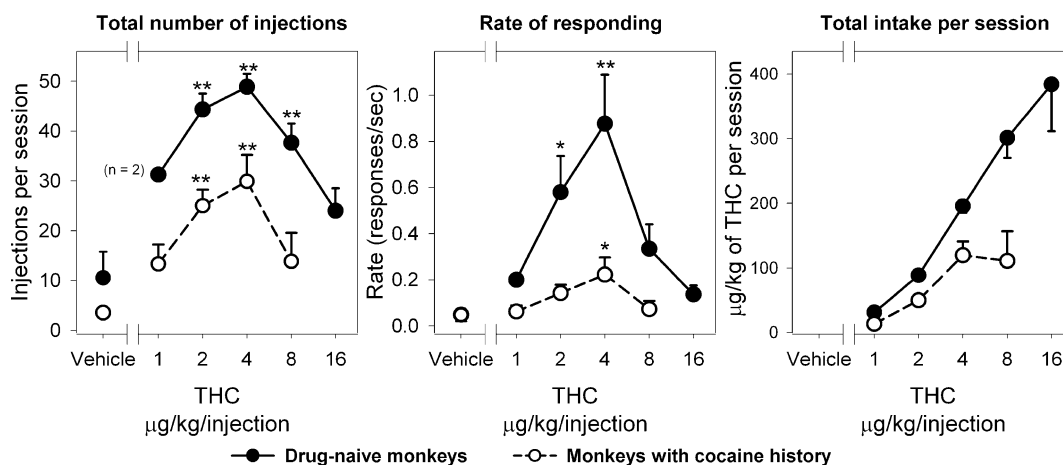 Total number of injections
Rate of responding
Total intake per session
Injections per session
50
40
30
20
10
0
(n = 2)
**
**
**
**
**
Vehicle
1
2
4
8
16
THC
μg/kg/injection
Rate (responses/sec)
1.0
0.8
0.6
0.4
0.2
0.0
*
**
*
Vehicle
1
2
4
8
16
THC
μg/kg/injection
μg/kg of THC per session
400
300
200
100
0
Vehicle
1
2
4
8
16
THC
μg/kg/injection
Drug-naive monkeys
Monkeys with cocaine history